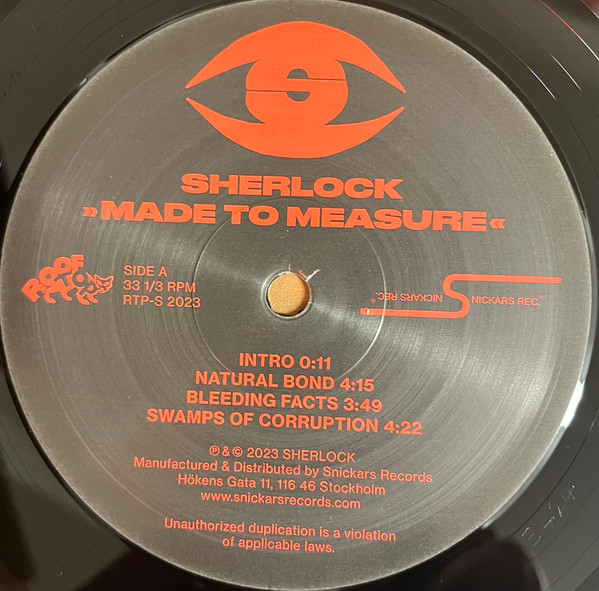 S
SHERLOCK
»MADE TO MEASURE«
ROOF
TOP
SIDE A
33 1/3 RPM
RTP-S 2023
SNICKARS REC.®
SNICKARS REC.®
INTRO 0:11
NATURAL BOND 4:15
BLEEDING FACTS 3:49
SWAMPS OF CORRUPTION 4:22
℗ & © 2023 SHERLOCK
Manufactured & Distributed by Snickars Records
Hökens Gata 11, 116 46 Stockholm
www.snickarsrecords.com
Unauthorized duplication is a violation
of applicable laws.